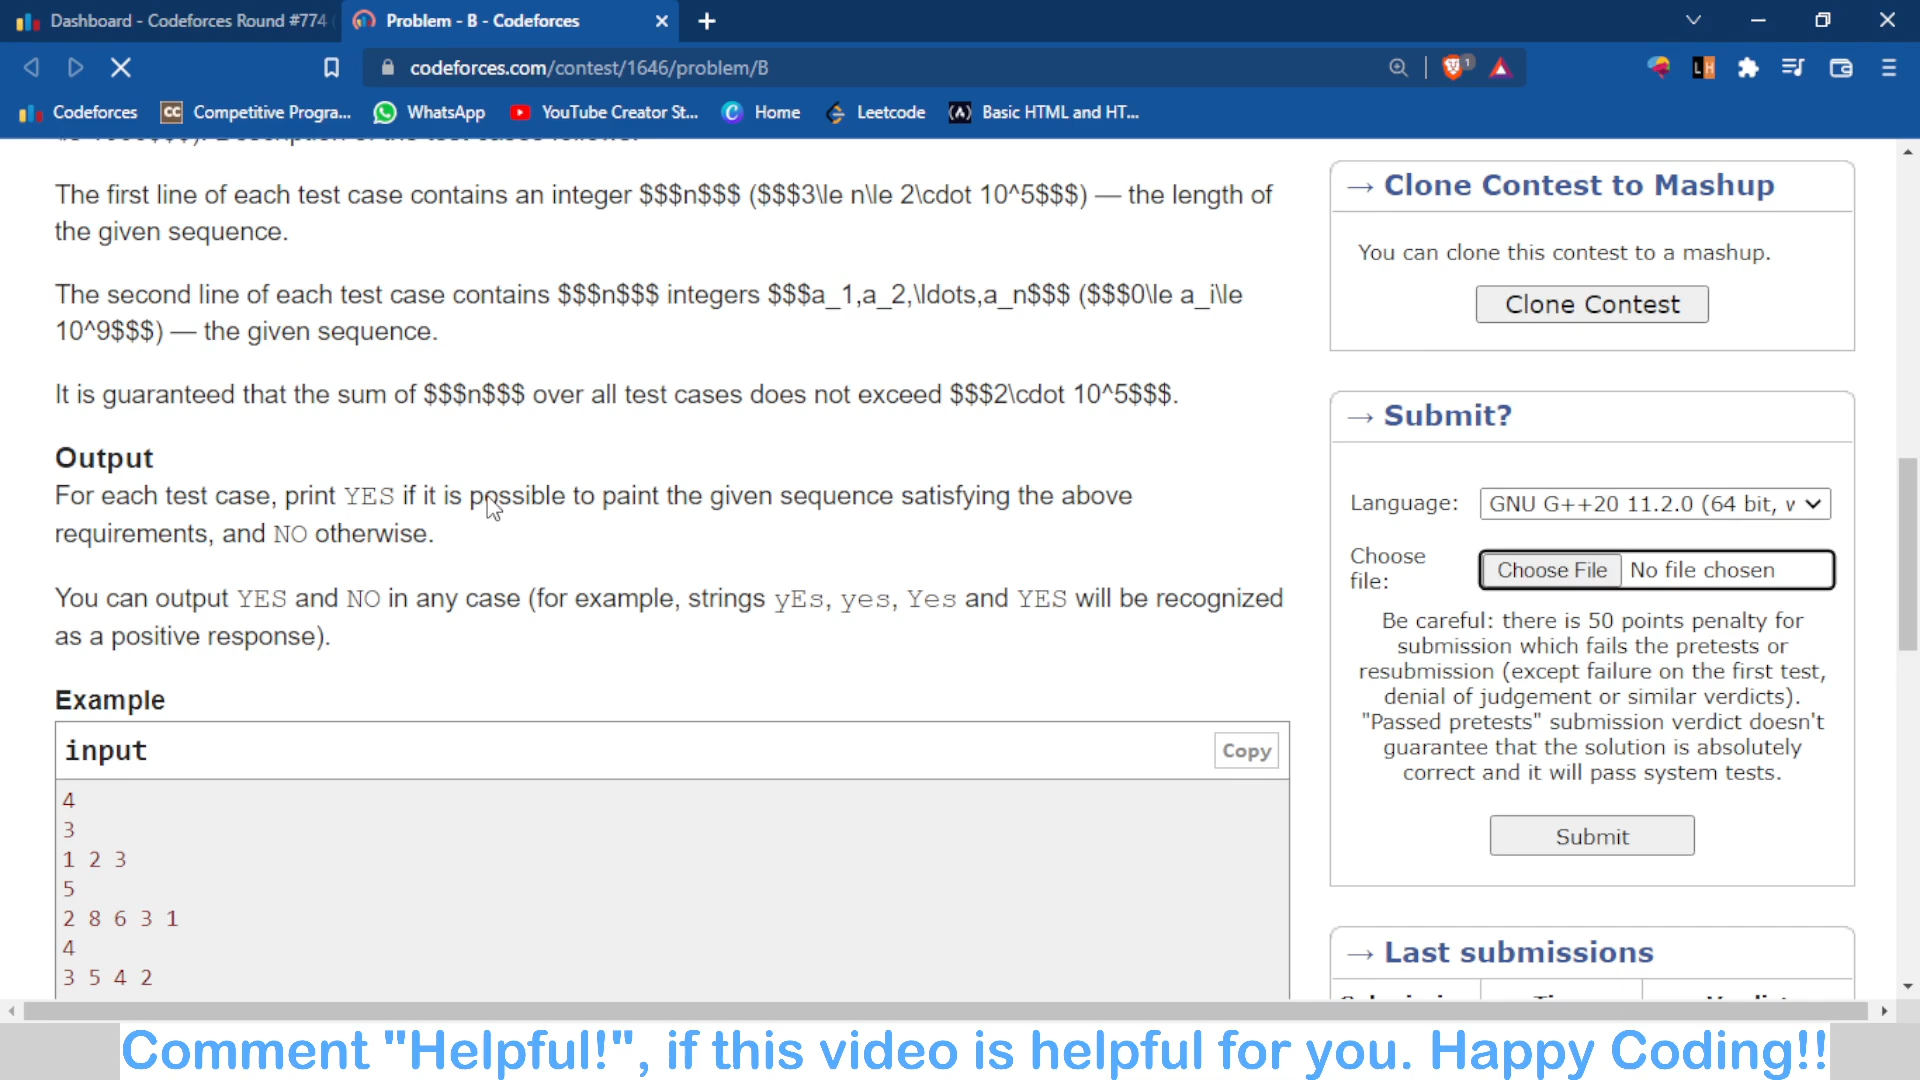 Dashboard - Codeforces Round #774
Problem - B - Codeforces
codeforces.com/contest/1646/problem/B
1
Codeforces
CC Competitive Progra...
WhatsApp
YouTube Creator St...
Home
Leetcode
(A) Basic HTML and HT...
The first line of each test case contains an integer $$$n$$$ ($$$3\le n\le 2\cdot 10^5$$$) — the length of
the given sequence.
The second line of each test case contains $$$n$$$ integers $$$a_1,a_2,\ldots,a_n$$$ ($$$0\le a_i\le
10^9$$$) — the given sequence.
It is guaranteed that the sum of $$$n$$$ over all test cases does not exceed $$$2\cdot 10^5$$$.
Output
For each test case, print YES if it is possible to paint the given sequence satisfying the above
requirements, and NO otherwise.
You can output YES and NO in any case (for example, strings yEs, yes, Yes and YES will be recognized
as a positive response).
Example
input
Copy
4
3
1 2 3
5
2 8 6 3 1
4
3 5 4 2
→ Clone Contest to Mashup
You can clone this contest to a mashup.
Clone Contest
→ Submit?
Language:
GNU G++20 11.2.0 (64 bit, v
Choose
file:
Choose File No file chosen
Be careful: there is 50 points penalty for
submission which fails the pretests or
resubmission (except failure on the first test,
denial of judgement or similar verdicts).
"Passed pretests" submission verdict doesn't
guarantee that the solution is absolutely
correct and it will pass system tests.
Submit
→ Last submissions
Comment "Helpful!", if this video is helpful for you. Happy Coding!!